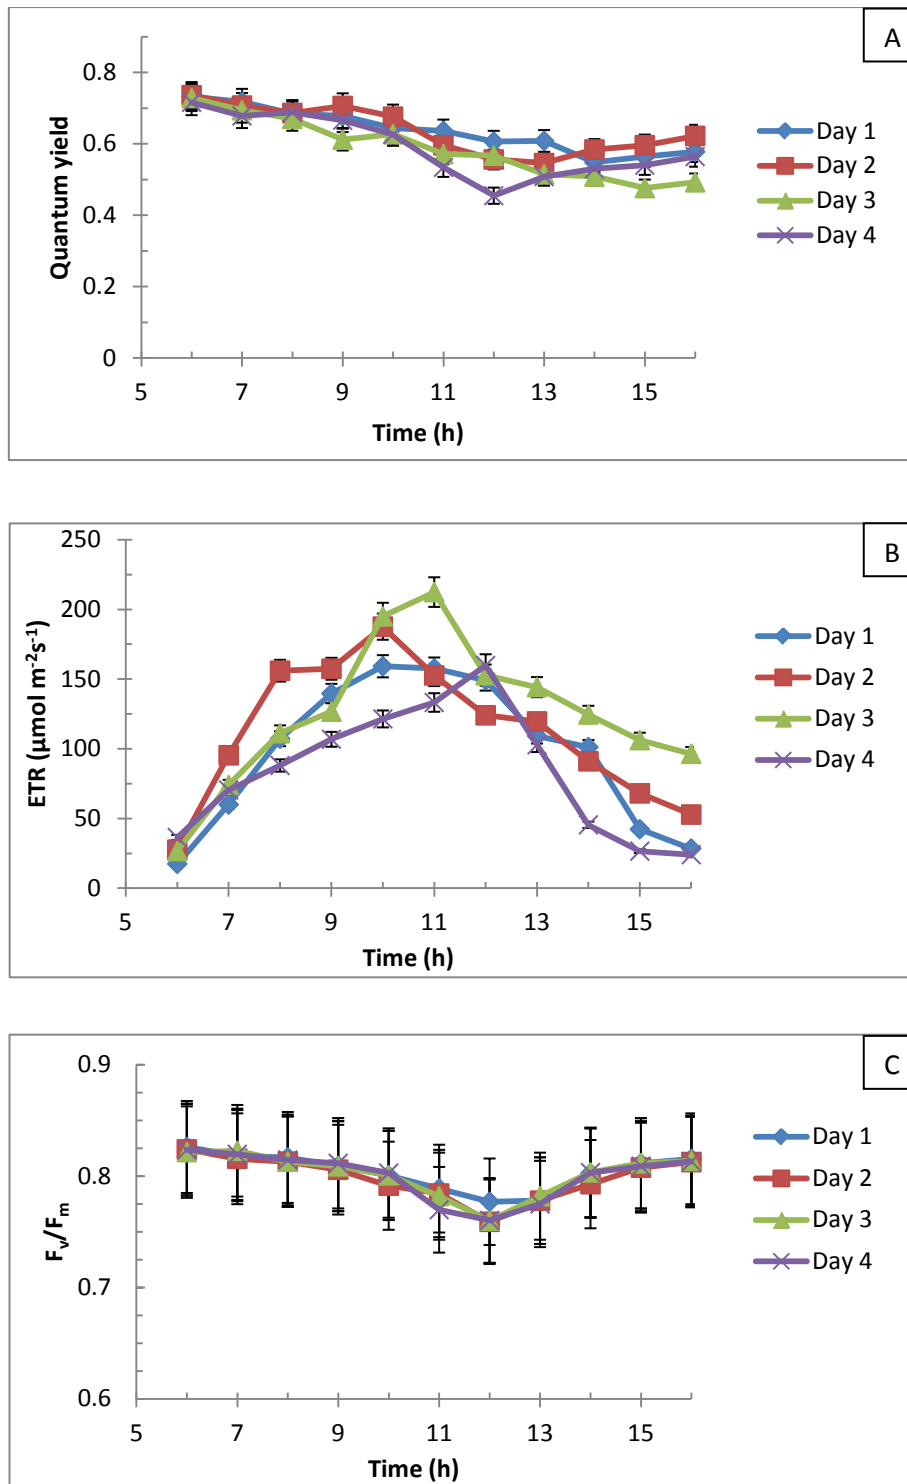 A
0.8
0.6
0.4
0.2
0
5 7 9 11 13 15
Quantum yield
Time (h)
Day 1
Day 2
Day 3
Day 4
B
250
200
150
100
50
0
5 7 9 11 13 15
ETR (μmol m⁻²s⁻¹)
Time (h)
Day 1
Day 2
Day 3
Day 4
C
0.9
0.8
0.7
0.6
5 7 9 11 13 15
Fᵥ/Fₘ
Time (h)
Day 1
Day 2
Day 3
Day 4